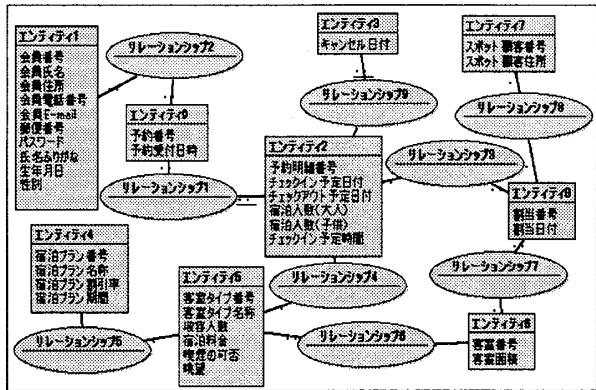 エンティティ1
会員番号
会員氏名
会員住所
会員電話番号
会員E-mail
郵便番号
パスワード
氏名ふりがな
生年月日
性別
リレーションシップ2
エンティティ3
キャンセル日付
エンティティ7
スポット顧客番号
スポット顧客住所
リレーションシップ9
リレーションシップ8
エンティティ9
予約番号
予約受付日時
エンティティ2
予約明細番号
チェックイン予定日付
チェックアウト予定日付
宿泊人数(大人)
宿泊人数(子供)
チェックイン予定時間
リレーションシップ3
リレーションシップ1
エンティティ8
割当番号
割当日付
エンティティ4
宿泊プラン番号
宿泊プラン名称
宿泊プラン割引率
宿泊プラン期間
エンティティ5
客室タイプ番号
客室タイプ名称
収容人数
宿泊料金
喫煙の可否
眺望
リレーションシップ4
リレーションシップ7
リレーションシップ5
リレーションシップ6
エンティティ6
客室番号
客室面積